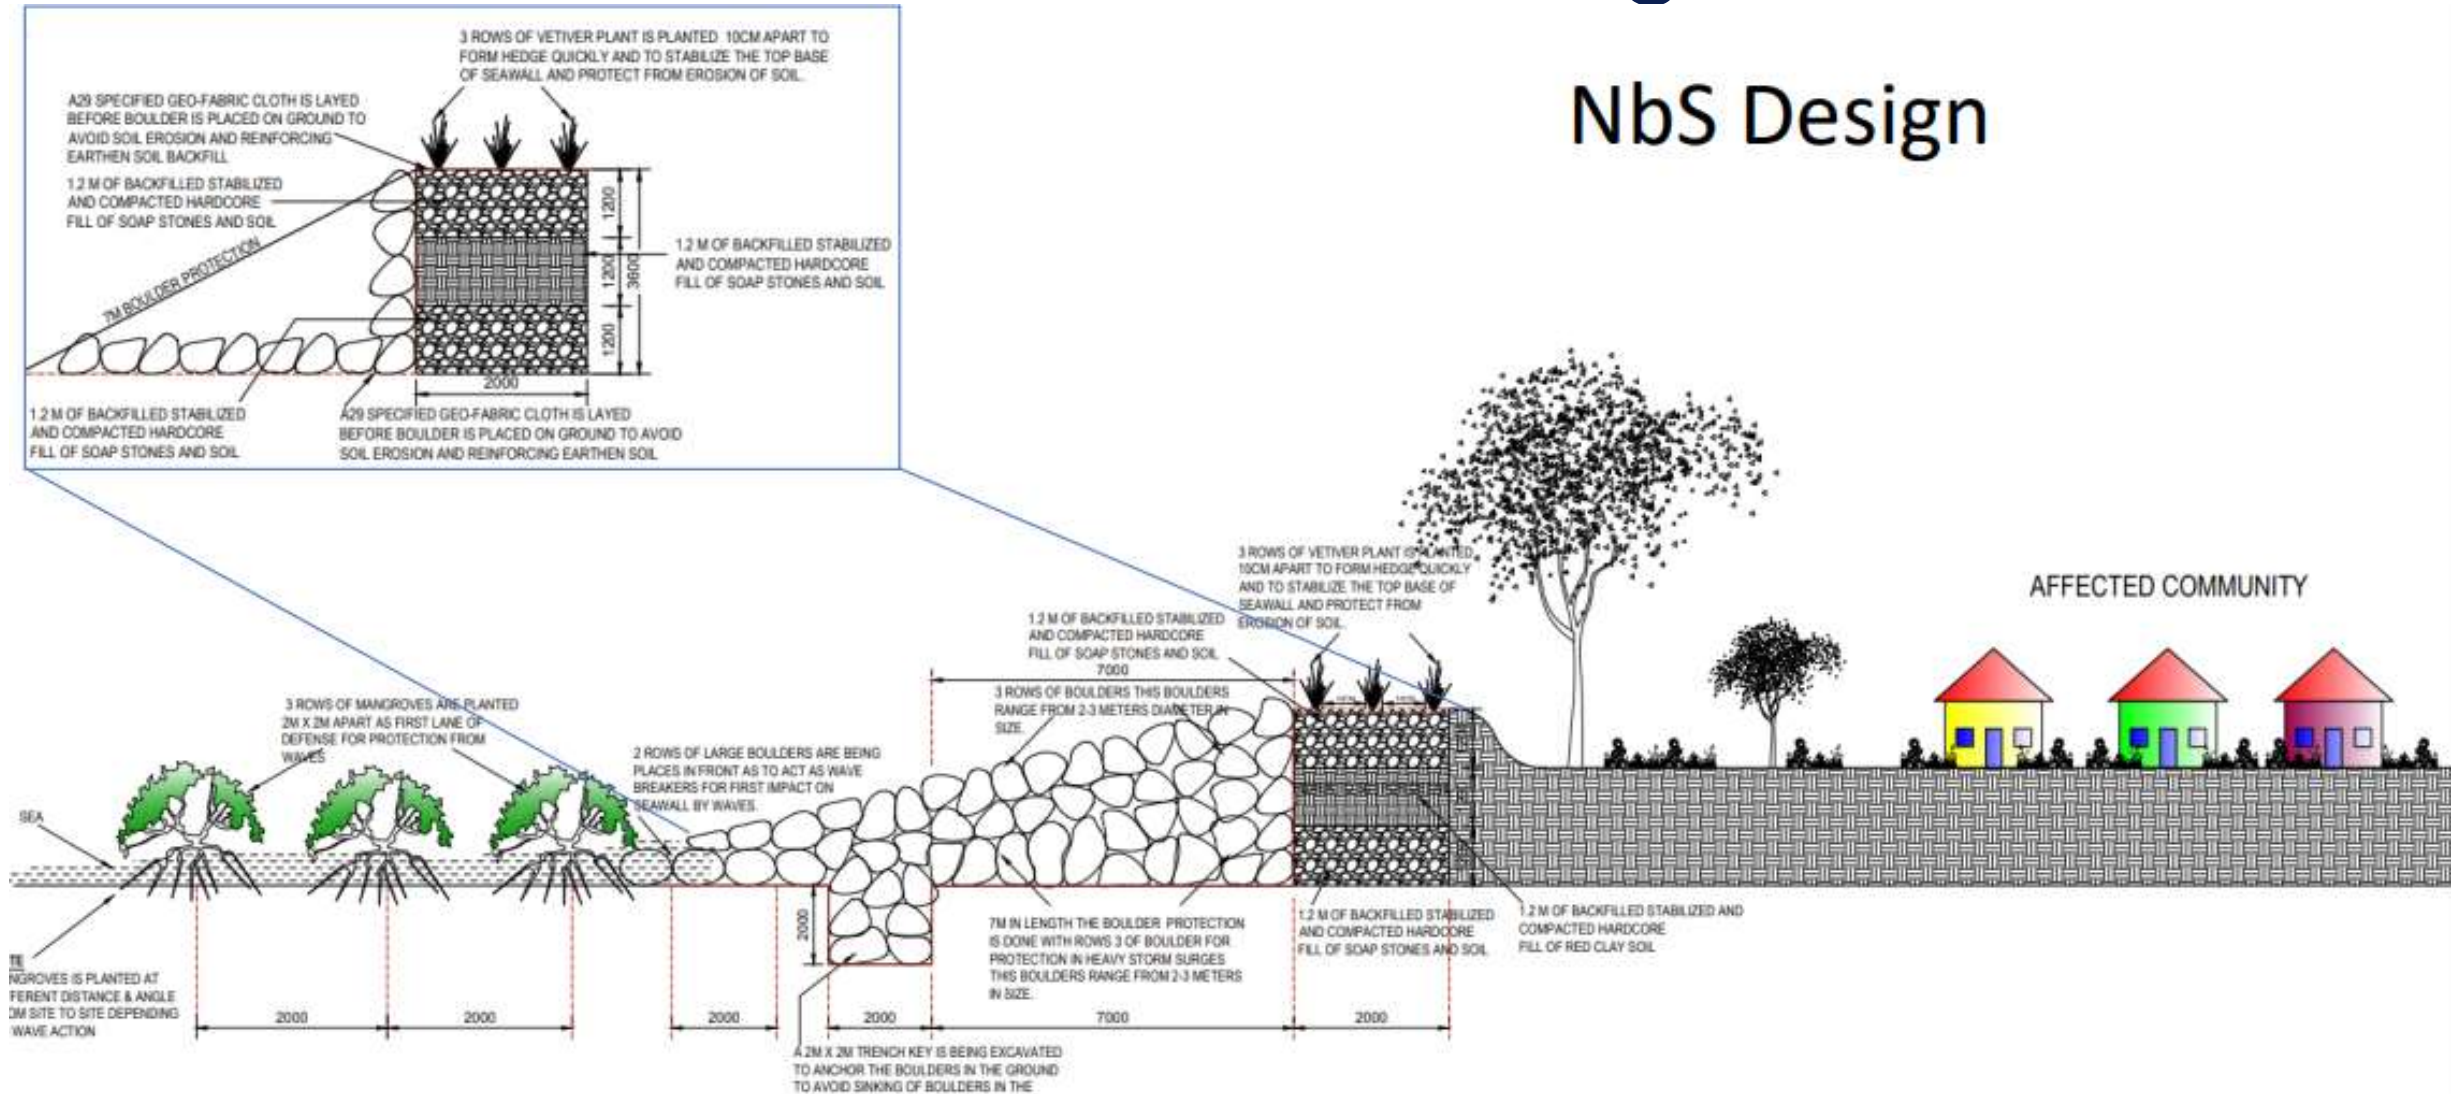 NbS Design
3 ROWS OF VETIVER PLANT IS PLANTED 10CM APART TO
FORM HEDGE QUICKLY AND TO STABILIZE THE TOP BASE
OF SEAWALL AND PROTECT FROM EROSION OF SOIL.
A29 SPECIFIED GEO-FABRIC CLOTH IS LAYED
BEFORE BOULDER IS PLACED ON GROUND TO
AVOID SOIL EROSION AND REINFORCING
EARTHEN SOIL BACKFILL
1.2 M OF BACKFILLED STABILIZED
AND COMPACTED HARDCORE
FILL OF SOAP STONES AND SOIL
7M BOULDER PROTECTION
1200
1200
1200
3600
2000
1.2 M OF BACKFILLED STABILIZED
AND COMPACTED HARDCORE
FILL OF SOAP STONES AND SOIL
1.2 M OF BACKFILLED STABILIZED
AND COMPACTED HARDCORE
FILL OF SOAP STONES AND SOIL
A29 SPECIFIED GEO-FABRIC CLOTH IS LAYED
BEFORE BOULDER IS PLACED ON GROUND TO AVOID
SOIL EROSION AND REINFORCING EARTHEN SOIL
3 ROWS OF VETIVER PLANT IS PLANTED
10CM APART TO FORM HEDGE QUICKLY
AND TO STABILIZE THE TOP BASE OF
SEAWALL AND PROTECT FROM
EROSION OF SOIL.
AFFECTED COMMUNITY
1.2 M OF BACKFILLED STABILIZED
AND COMPACTED HARDCORE
FILL OF SOAP STONES AND SOIL
7000
3 ROWS OF BOULDERS THIS BOULDERS
RANGE FROM 2-3 METERS DIAMETER IN
SIZE.
3 ROWS OF MANGROVES ARE PLANTED
2M X 2M APART AS FIRST LANE OF
DEFENSE FOR PROTECTION FROM
WAVES
2 ROWS OF LARGE BOULDERS ARE BEING
PLACES IN FRONT AS TO ACT AS WAVE
BREAKERS FOR FIRST IMPACT ON
SEAWALL BY WAVES.
SEA
2000
7M IN LENGTH THE BOULDER PROTECTION
IS DONE WITH ROWS 3 OF BOULDER FOR
PROTECTION IN HEAVY STORM SURGES
THIS BOULDERS RANGE FROM 2-3 METERS
IN SIZE.
1.2 M OF BACKFILLED STABILIZED
AND COMPACTED HARDCORE
FILL OF SOAP STONES AND SOIL
1.2 M OF BACKFILLED STABILIZED AND
COMPACTED HARDCORE
FILL OF RED CLAY SOIL
TE
NGROVES IS PLANTED AT
FERENT DISTANCE & ANGLE
OM SITE TO SITE DEPENDING
WAVE ACTION
2000 2000 2000 2000 7000 2000
A 2M X 2M TRENCH KEY IS BEING EXCAVATED
TO ANCHOR THE BOULDERS IN THE GROUND
TO AVOID SINKING OF BOULDERS IN THE